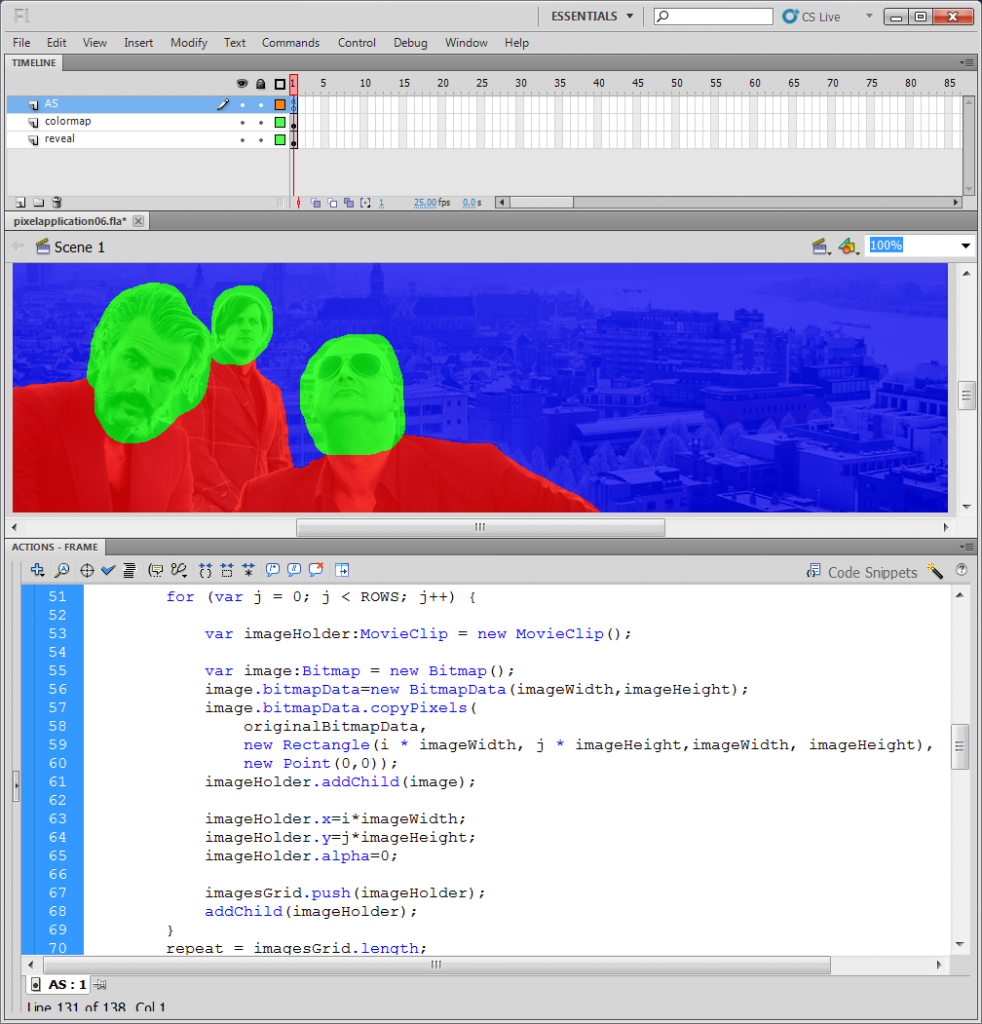 Fl
ESSENTIALS
CS Live
File Edit View Insert Modify Text Commands Control Debug Window Help
TIMELINE
1 5 10 15 20 25 30 35 40 45 50 55 60 65 70 75 80 85
AS
colormap
reveal
1 25.00 fps 0.0 s
pixelapplication06.fla*
Scene 1
100%
ACTIONS - FRAME
Code Snippets
51 for (var j = 0; j < ROWS; j++) {
52
53 var imageHolder:MovieClip = new MovieClip();
54
55 var image:Bitmap = new Bitmap();
56 image.bitmapData=new BitmapData(imageWidth,imageHeight);
57 image.bitmapData.copyPixels(
58 originalBitmapData,
59 new Rectangle(i * imageWidth, j * imageHeight,imageWidth, imageHeight),
60 new Point(0,0));
61 imageHolder.addChild(image);
62
63 imageHolder.x=i*imageWidth;
64 imageHolder.y=j*imageHeight;
65 imageHolder.alpha=0;
66
67 imagesGrid.push(imageHolder);
68 addChild(imageHolder);
69 }
70 repeat = imagesGrid.length;
AS : 1
Line 131 of 138, Col 1